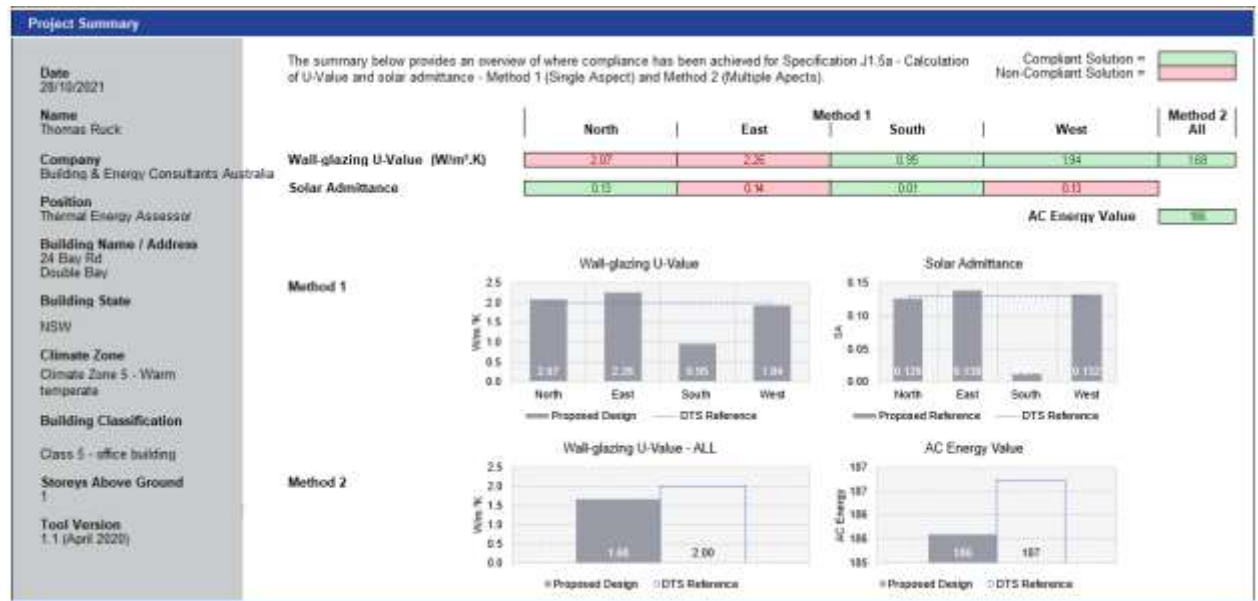 Project Summary
Date
28/10/2021
Name
Thomas Ruck
Company
Building & Energy Consultants Australia
Position
Thermal Energy Assessor
Building Name / Address
24 Bay Rd
Double Bay
Building State
NSW
Climate Zone
Climate Zone 5 - Warm
temperate
Building Classification
Class 5 - office building
Storeys Above Ground
1
Tool Version
1.1 (April 2020)
The summary below provides an overview of where compliance has been achieved for Specification J1.5a - Calculation
of U-Value and solar admittance - Method 1 (Single Aspect) and Method 2 (Multiple Apects).
Compliant Solution =
Non-Compliant Solution =
Method 1 Method 2
North East South West All
Wall-glazing U-Value (W/m².K) 2.07 2.26 0.95 1.94 1.68
Solar Admittance 0.13 0.14 0.01 0.13
AC Energy Value 186
Method 1
Wall-glazing U-Value
W/m.²K
2.5
2.0
1.5
1.0
0.5
0.0
2.07 2.26 0.95 1.94
North East South West
Proposed Design DTS Reference
Solar Admittance
SA
0.15
0.10
0.05
0.00
0.132
North East South West
Proposed Reference DTS Reference
Method 2
Wall-glazing U-Value - ALL
W/m.²K
2.5
2.0
1.5
1.0
0.5
0.0
1.68 2.00
Proposed Design DTS Reference
AC Energy Value
AC Energy
187
187
186
186
185
186 187
Proposed Design DTS Reference